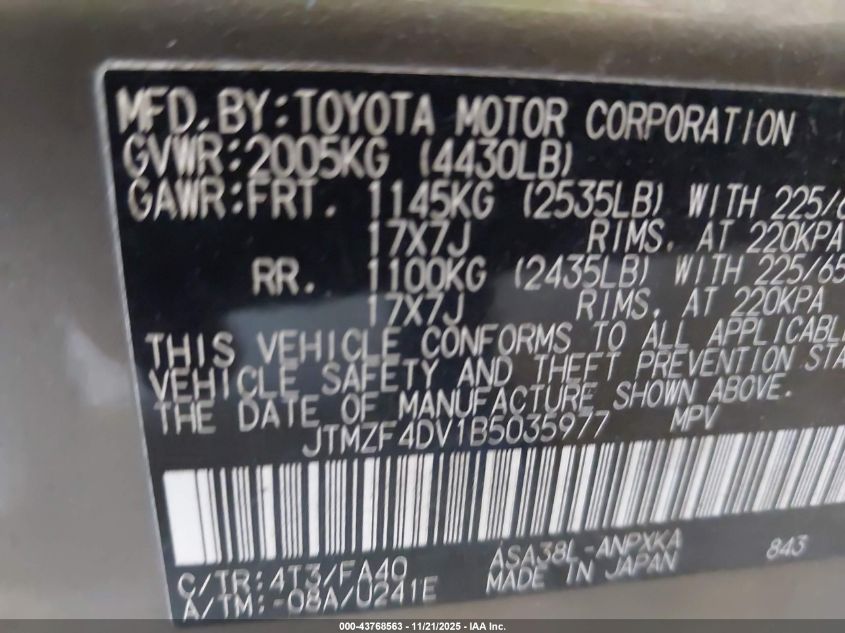 MFD. BY: TOYOTA MOTOR CORPORATION
GVWR: 2005KG (4430LB)
GAWR: FRT. 1145KG (2535LB) WITH 225/6
17X7J RIMS, AT 220KPA
RR. 1100KG (2435LB) WITH 225/65
17X7J RIMS, AT 220KPA
THIS VEHICLE CONFORMS TO ALL APPLICABLE
VEHICLE SAFETY AND THEFT PREVENTION STA
THE DATE OF MANUFACTURE SHOWN ABOVE.
JTMZF4DV1B5035977 MPV
C/TR: 4T3/FA40 ASA38L-ANPXKA 843
A/TM: -08A/U241E MADE IN JAPAN
000-43768563 - 11/21/2025 - IAA Inc.